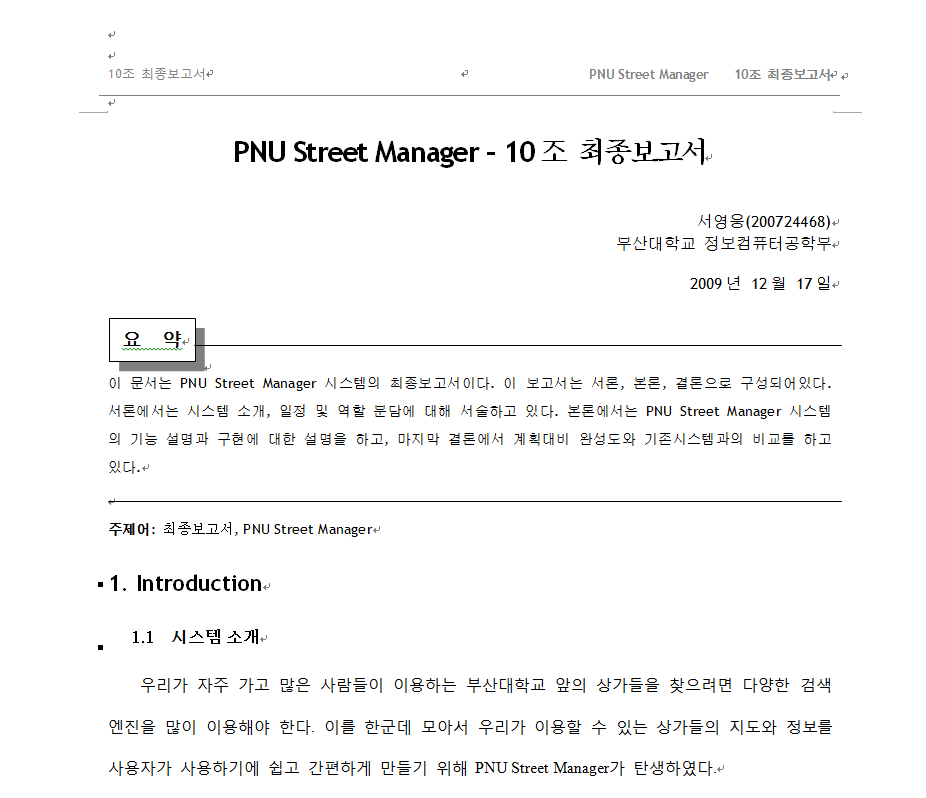 10조 최종보고서 PNU Street Manager 10조 최종보고서
PNU Street Manager - 10조 최종보고서
서영웅(200724468)
부산대학교 정보컴퓨터공학부
2009년 12월 17일
요 약
이 문서는 PNU Street Manager 시스템의 최종보고서이다. 이 보고서는 서론, 본론, 결론으로 구성되어있다.
서론에서는 시스템 소개, 일정 및 역할 분담에 대해 서술하고 있다. 본론에서는 PNU Street Manager 시스템
의 기능 설명과 구현에 대한 설명을 하고, 마지막 결론에서 계획대비 완성도와 기존시스템과의 비교를 하고
있다.
주제어: 최종보고서, PNU Street Manager
1. Introduction
1.1 시스템 소개
우리가 자주 가고 많은 사람들이 이용하는 부산대학교 앞의 상가들을 찾으려면 다양한 검색
엔진을 많이 이용해야 한다. 이를 한군데 모아서 우리가 이용할 수 있는 상가들의 지도와 정보를
사용자가 사용하기에 쉽고 간편하게 만들기 위해 PNU Street Manager가 탄생하였다.